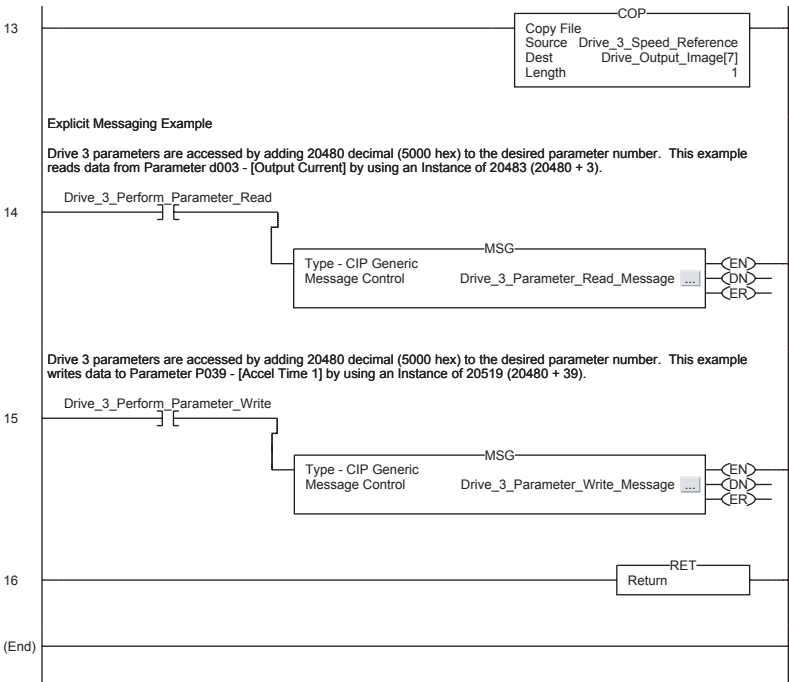 13
COP
Copy File
Source Drive_3_Speed_Reference
Dest Drive_Output_Image[7]
Length 1
Explicit Messaging Example
Drive 3 parameters are accessed by adding 20480 decimal (5000 hex) to the desired parameter number. This example
reads data from Parameter d003 - [Output Current] by using an Instance of 20483 (20480 + 3).
Drive_3_Perform_Parameter_Read
14
MSG
Type - CIP Generic
Message Control Drive_3_Parameter_Read_Message ...
EN
DN
ER
Drive 3 parameters are accessed by adding 20480 decimal (5000 hex) to the desired parameter number. This example
writes data to Parameter P039 - [Accel Time 1] by using an Instance of 20519 (20480 + 39).
Drive_3_Perform_Parameter_Write
15
MSG
Type - CIP Generic
Message Control Drive_3_Parameter_Write_Message ...
EN
DN
ER
16
RET
Return
(End)